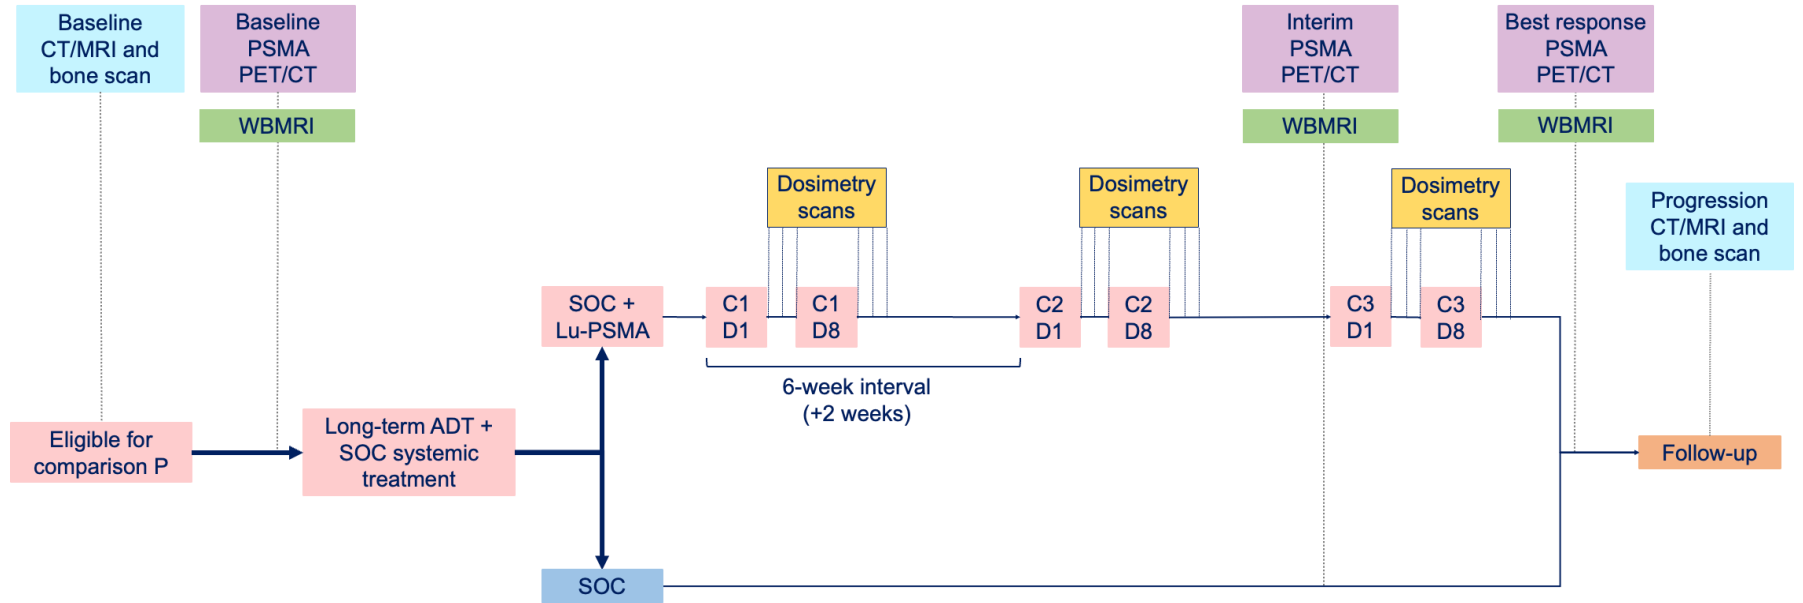 Baseline
CT/MRI and
bone scan
Baseline
PSMA
PET/CT
WBMRI
Interim
PSMA
PET/CT
WBMRI
Best response
PSMA
PET/CT
WBMRI
Dosimetry
scans
Dosimetry
scans
Dosimetry
scans
Progression
CT/MRI and
bone scan
SOC +
Lu-PSMA
C1
D1
C1
D8
C2
D1
C2
D8
C3
D1
C3
D8
6-week interval
(+2 weeks)
Eligible for
comparison P
Long-term ADT +
SOC systemic
treatment
Follow-up
SOC